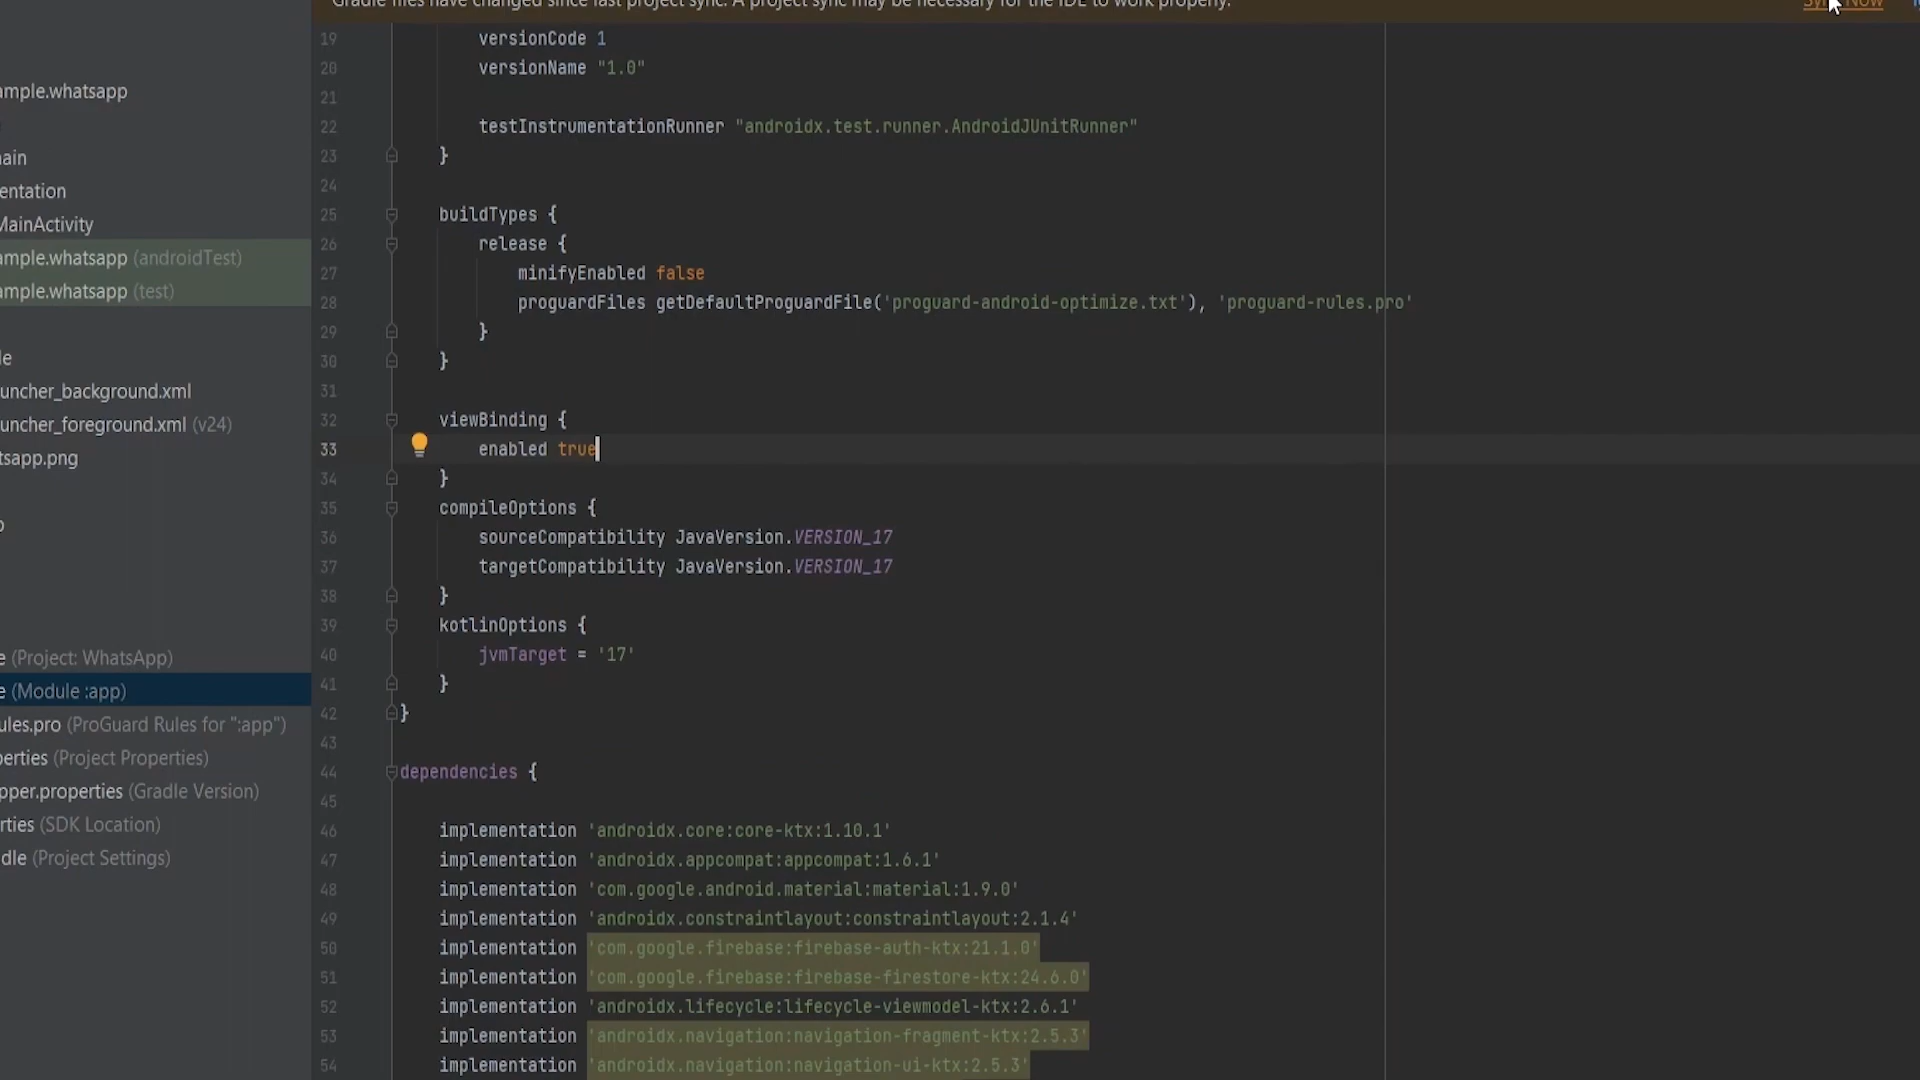 Gradle files have changed since last project sync. A project sync may be necessary for the IDE to work properly.
Sync Now
ample.whatsapp
ain
entation
MainActivity
ample.whatsapp (androidTest)
ample.whatsapp (test)
le
uncher_background.xml
uncher_foreground.xml (v24)
tsapp.png
p
e (Project: WhatsApp)
e (Module :app)
ules.pro (ProGuard Rules for ":app")
perties (Project Properties)
pper.properties (Gradle Version)
rties (SDK Location)
dle (Project Settings)
19 versionCode 1
20 versionName "1.0"
21
22 testInstrumentationRunner "androidx.test.runner.AndroidJUnitRunner"
23 }
24
25 buildTypes {
26 release {
27 minifyEnabled false
28 proguardFiles getDefaultProguardFile('proguard-android-optimize.txt'), 'proguard-rules.pro'
29 }
30 }
31
32 viewBinding {
33 enabled true
34 }
35 compileOptions {
36 sourceCompatibility JavaVersion.VERSION_17
37 targetCompatibility JavaVersion.VERSION_17
38 }
39 kotlinOptions {
40 jvmTarget = '17'
41 }
42 }
43
44 dependencies {
45
46 implementation 'androidx.core:core-ktx:1.10.1'
47 implementation 'androidx.appcompat:appcompat:1.6.1'
48 implementation 'com.google.android.material:material:1.9.0'
49 implementation 'androidx.constraintlayout:constraintlayout:2.1.4'
50 implementation 'com.google.firebase:firebase-auth-ktx:21.1.0'
51 implementation 'com.google.firebase:firebase-firestore-ktx:24.6.0'
52 implementation 'androidx.lifecycle:lifecycle-viewmodel-ktx:2.6.1'
53 implementation 'androidx.navigation:navigation-fragment-ktx:2.5.3'
54 implementation 'androidx.navigation:navigation-ui-ktx:2.5.3'